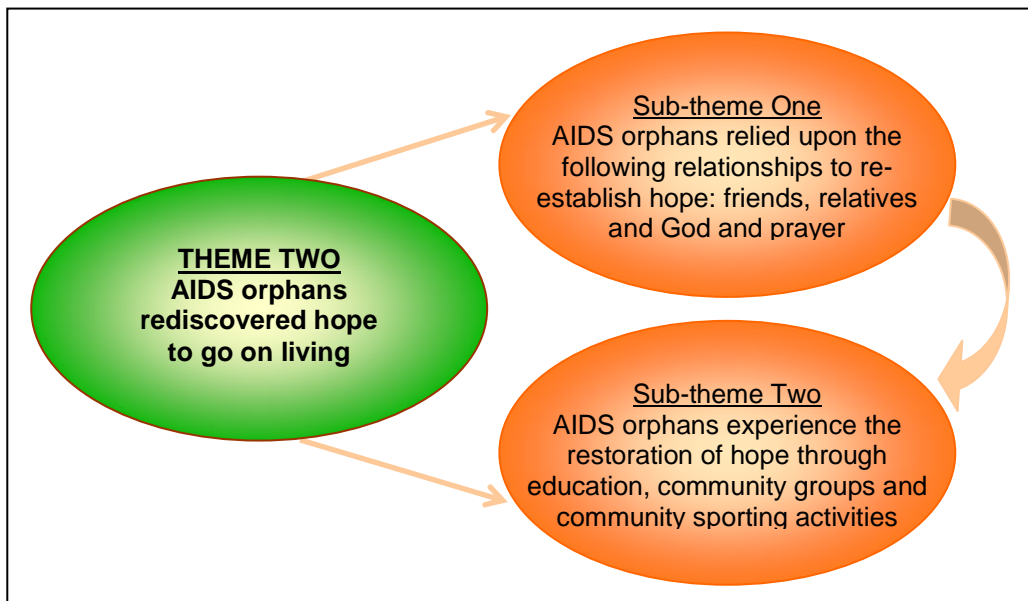 THEME TWO
AIDS orphans
rediscovered hope
to go on living
Sub-theme One
AIDS orphans relied upon the
following relationships to re-
establish hope: friends, relatives
and God and prayer
Sub-theme Two
AIDS orphans experience the
restoration of hope through
education, community groups and
community sporting activities